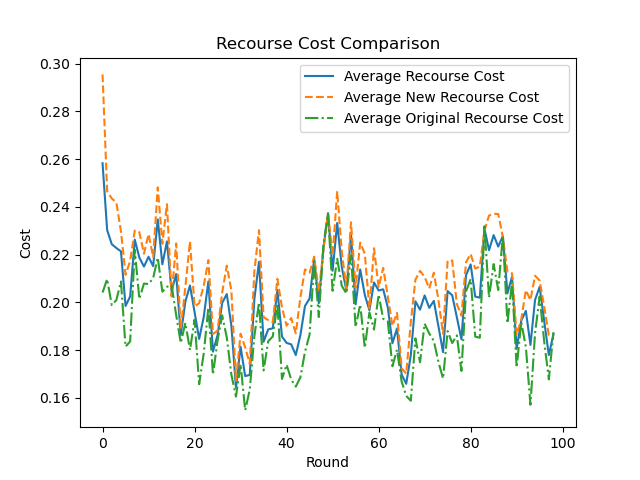 Recourse Cost Comparison
Average Recourse Cost
Average New Recourse Cost
Average Original Recourse Cost
0.30
0.28
0.26
0.24
0.22
0.20
0.18
0.16
Cost
0 20 40 60 80 100
Round